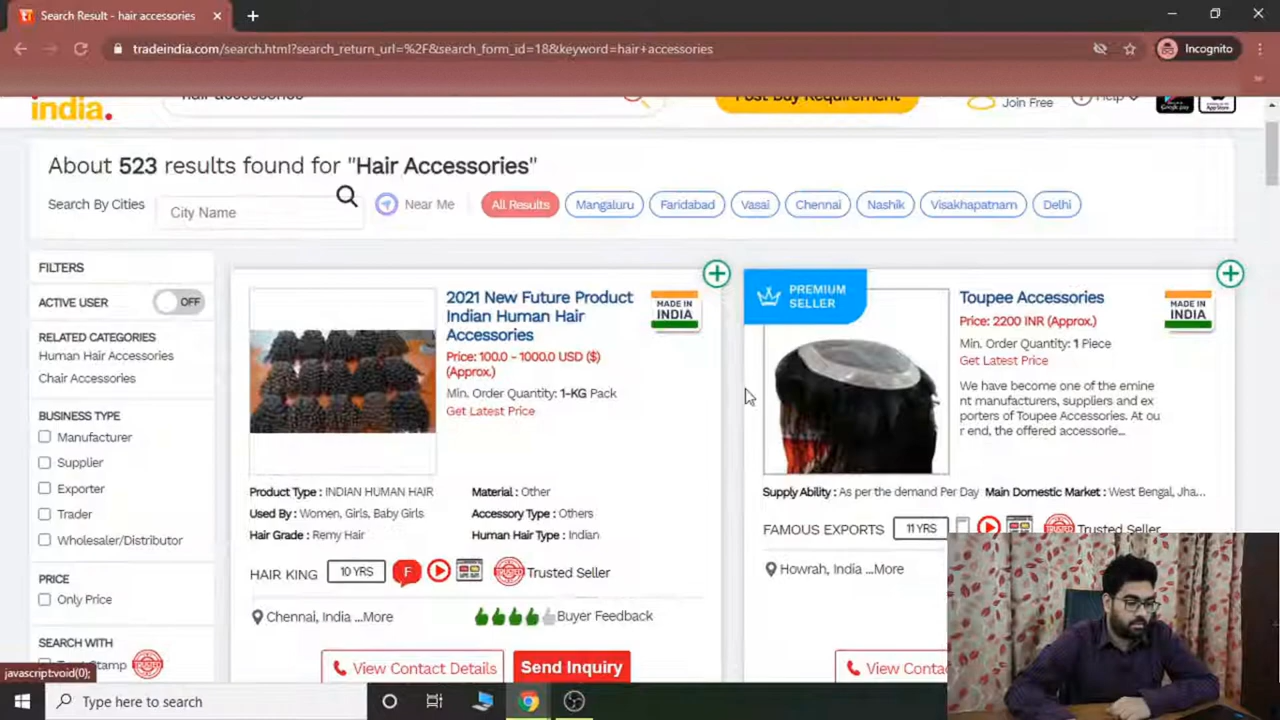 Search Result - hair accessories
tradeindia.com/search.html?search_return_url=%2F&search_form_id=18&keyword=hair+accessories
Incognito
india.
hair accessories
Post Buy Requirement
Join Free
Help
Google pay
About 523 results found for "Hair Accessories"
Search By Cities
City Name
Near Me
All Results
Mangaluru
Faridabad
Vasai
Chennai
Nashik
Visakhapatnam
Delhi
FILTERS
ACTIVE USER
OFF
RELATED CATEGORIES
Human Hair Accessories
Chair Accessories
BUSINESS TYPE
Manufacturer
Supplier
Exporter
Trader
Wholesaler/Distributor
PRICE
Only Price
SEARCH WITH
Stamp
TRUSTED
2021 New Future Product
Indian Human Hair
Accessories
MADE IN
INDIA
Price: 100.0 - 1000.0 USD ($)
(Approx.)
Min. Order Quantity: 1-KG Pack
Get Latest Price
Product Type : INDIAN HUMAN HAIR
Material : Other
Used By : Women, Girls, Baby Girls
Accessory Type : Others
Hair Grade : Remy Hair
Human Hair Type : Indian
HAIR KING
10 YRS
F
TRUSTED
Trusted Seller
Chennai, India ...More
Buyer Feedback
View Contact Details
Send Inquiry
PREMIUM
SELLER
Toupee Accessories
MADE IN
INDIA
Price: 2200 INR (Approx.)
Min. Order Quantity: 1 Piece
Get Latest Price
We have become one of the emine
nt manufacturers, suppliers and ex
porters of Toupee Accessories. At ou
r end, the offered accessorie...
Supply Ability : As per the demand Per Day
Main Domestic Market : West Bengal, Jha...
FAMOUS EXPORTS
11 YRS
TRUSTED
Trusted Seller
Howrah, India ...More
View Conta
javascript:void(0);
Type here to search